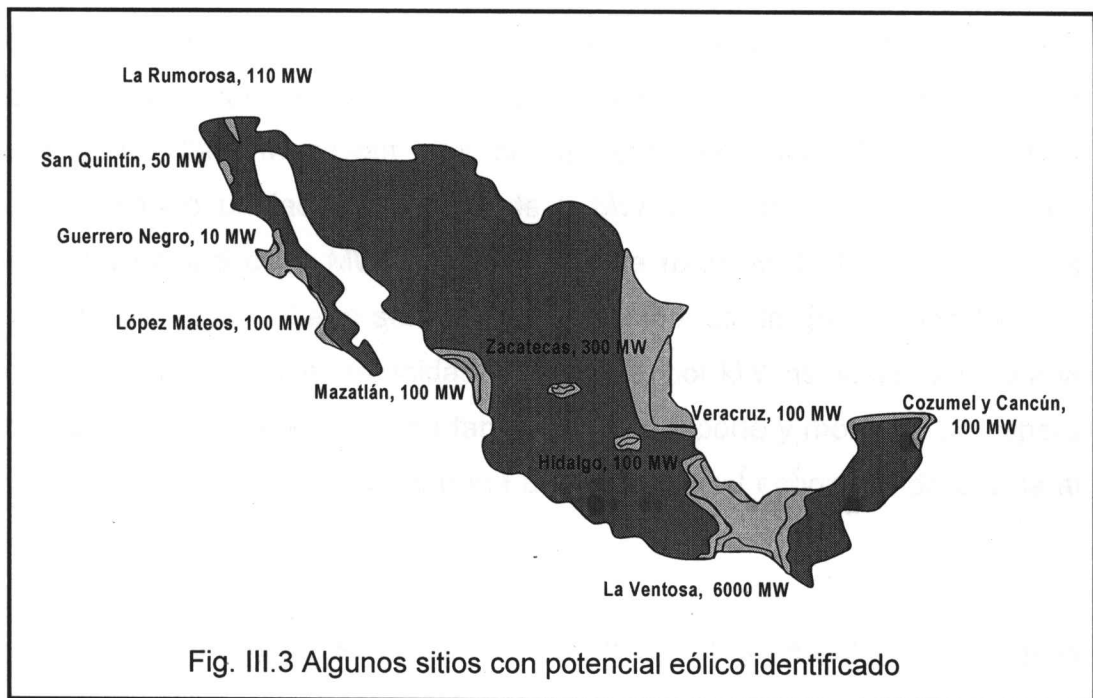 La Rumorosa, 110 MW
San Quintín, 50 MW
Guerrero Negro, 10 MW
López Mateos, 100 MW
Zacatecas, 300 MW
Mazatlán, 100 MW
Veracruz, 100 MW
Cozumel y Cancún,
100 MW
Hidalgo, 100 MW
La Ventosa, 6000 MW
Fig. III.3 Algunos sitios con potencial eólico identificado